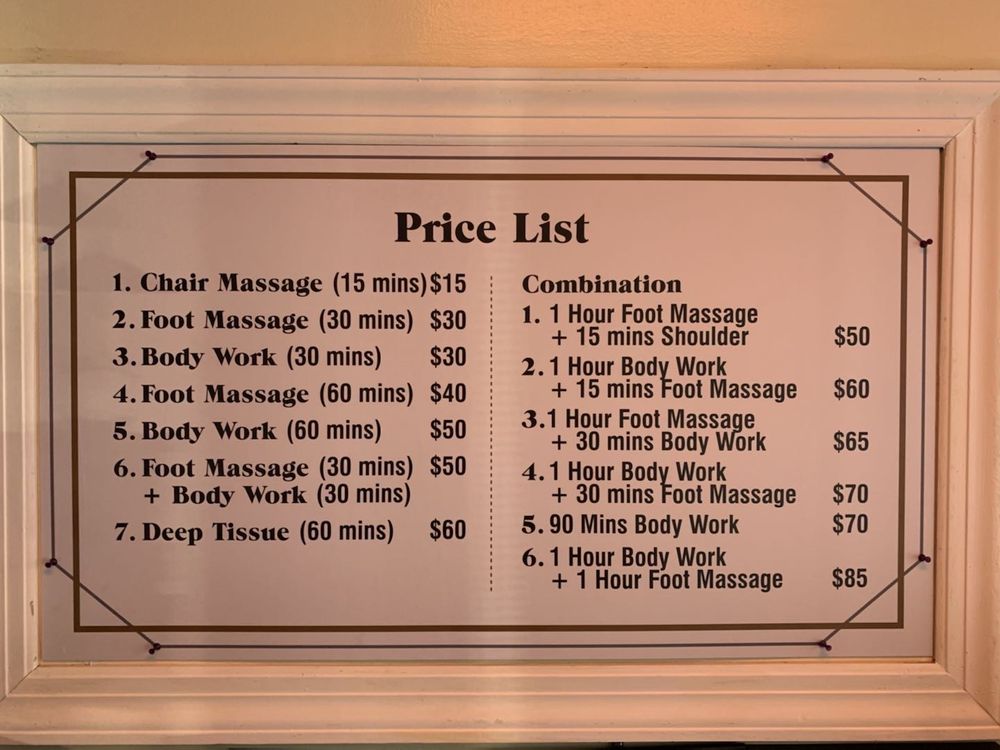 Price List
1. Chair Massage (15 mins) $15
2. Foot Massage (30 mins) $30
3. Body Work (30 mins) $30
4. Foot Massage (60 mins) $40
5. Body Work (60 mins) $50
6. Foot Massage (30 mins) $50
+ Body Work (30 mins)
7. Deep Tissue (60 mins) $60
Combination
1. 1 Hour Foot Massage
+ 15 mins Shoulder $50
2. 1 Hour Body Work
+ 15 mins Foot Massage $60
3.1 Hour Foot Massage
+ 30 mins Body Work $65
4. 1 Hour Body Work
+ 30 mins Foot Massage $70
5. 90 Mins Body Work $70
6. 1 Hour Body Work
+ 1 Hour Foot Massage $85